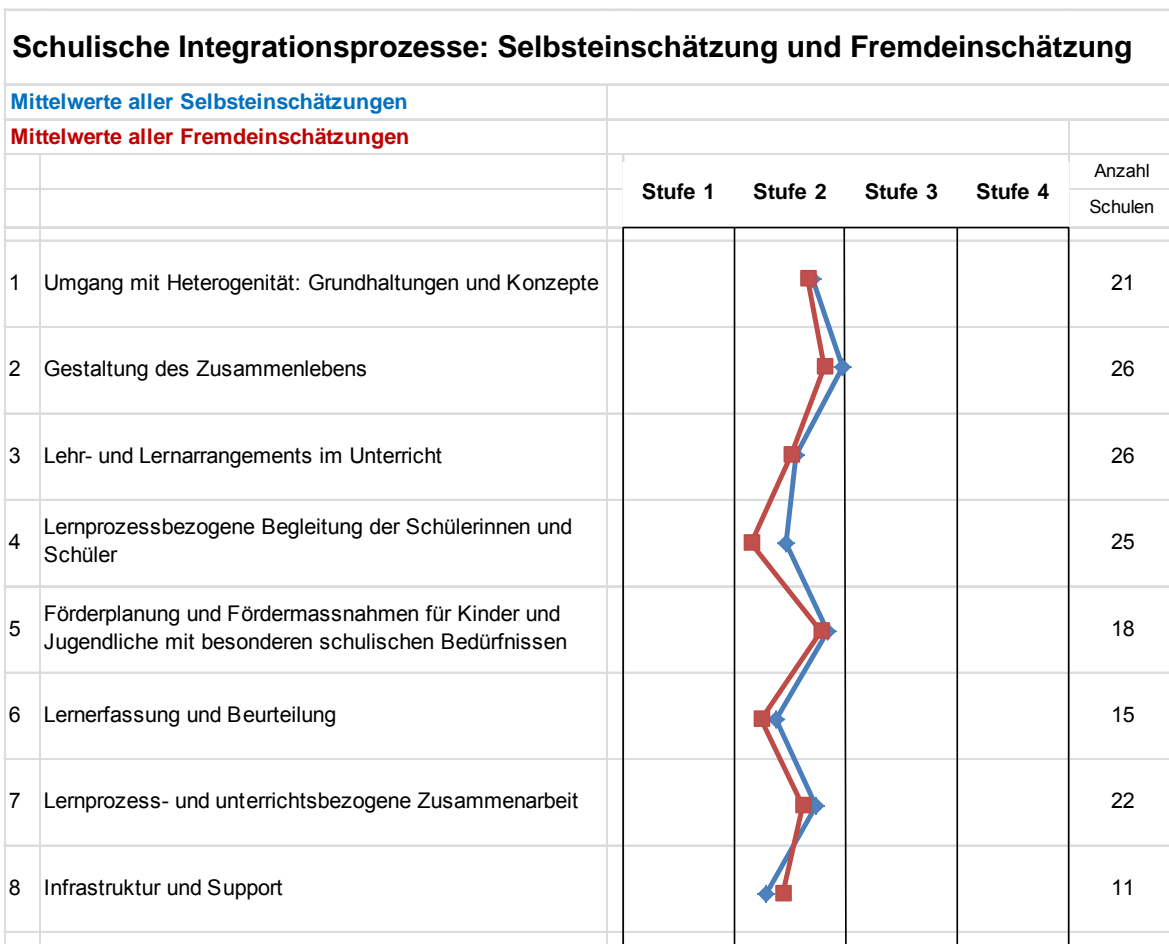 Schulische Integrationsprozesse: Selbsteinschätzung und Fremdeinschätzung
Mittelwerte aller Selbsteinschätzungen
Mittelwerte aller Fremdeinschätzungen
Stufe 1 Stufe 2 Stufe 3 Stufe 4 Anzahl
Schulen
1 Umgang mit Heterogenität: Grundhaltungen und Konzepte 21
2 Gestaltung des Zusammenlebens 26
3 Lehr- und Lernarrangements im Unterricht 26
4 Lernprozessbezogene Begleitung der Schülerinnen und
Schüler 25
5 Förderplanung und Fördermassnahmen für Kinder und
Jugendliche mit besonderen schulischen Bedürfnissen 18
6 Lernerfassung und Beurteilung 15
7 Lernprozess- und unterrichtsbezogene Zusammenarbeit 22
8 Infrastruktur und Support 11